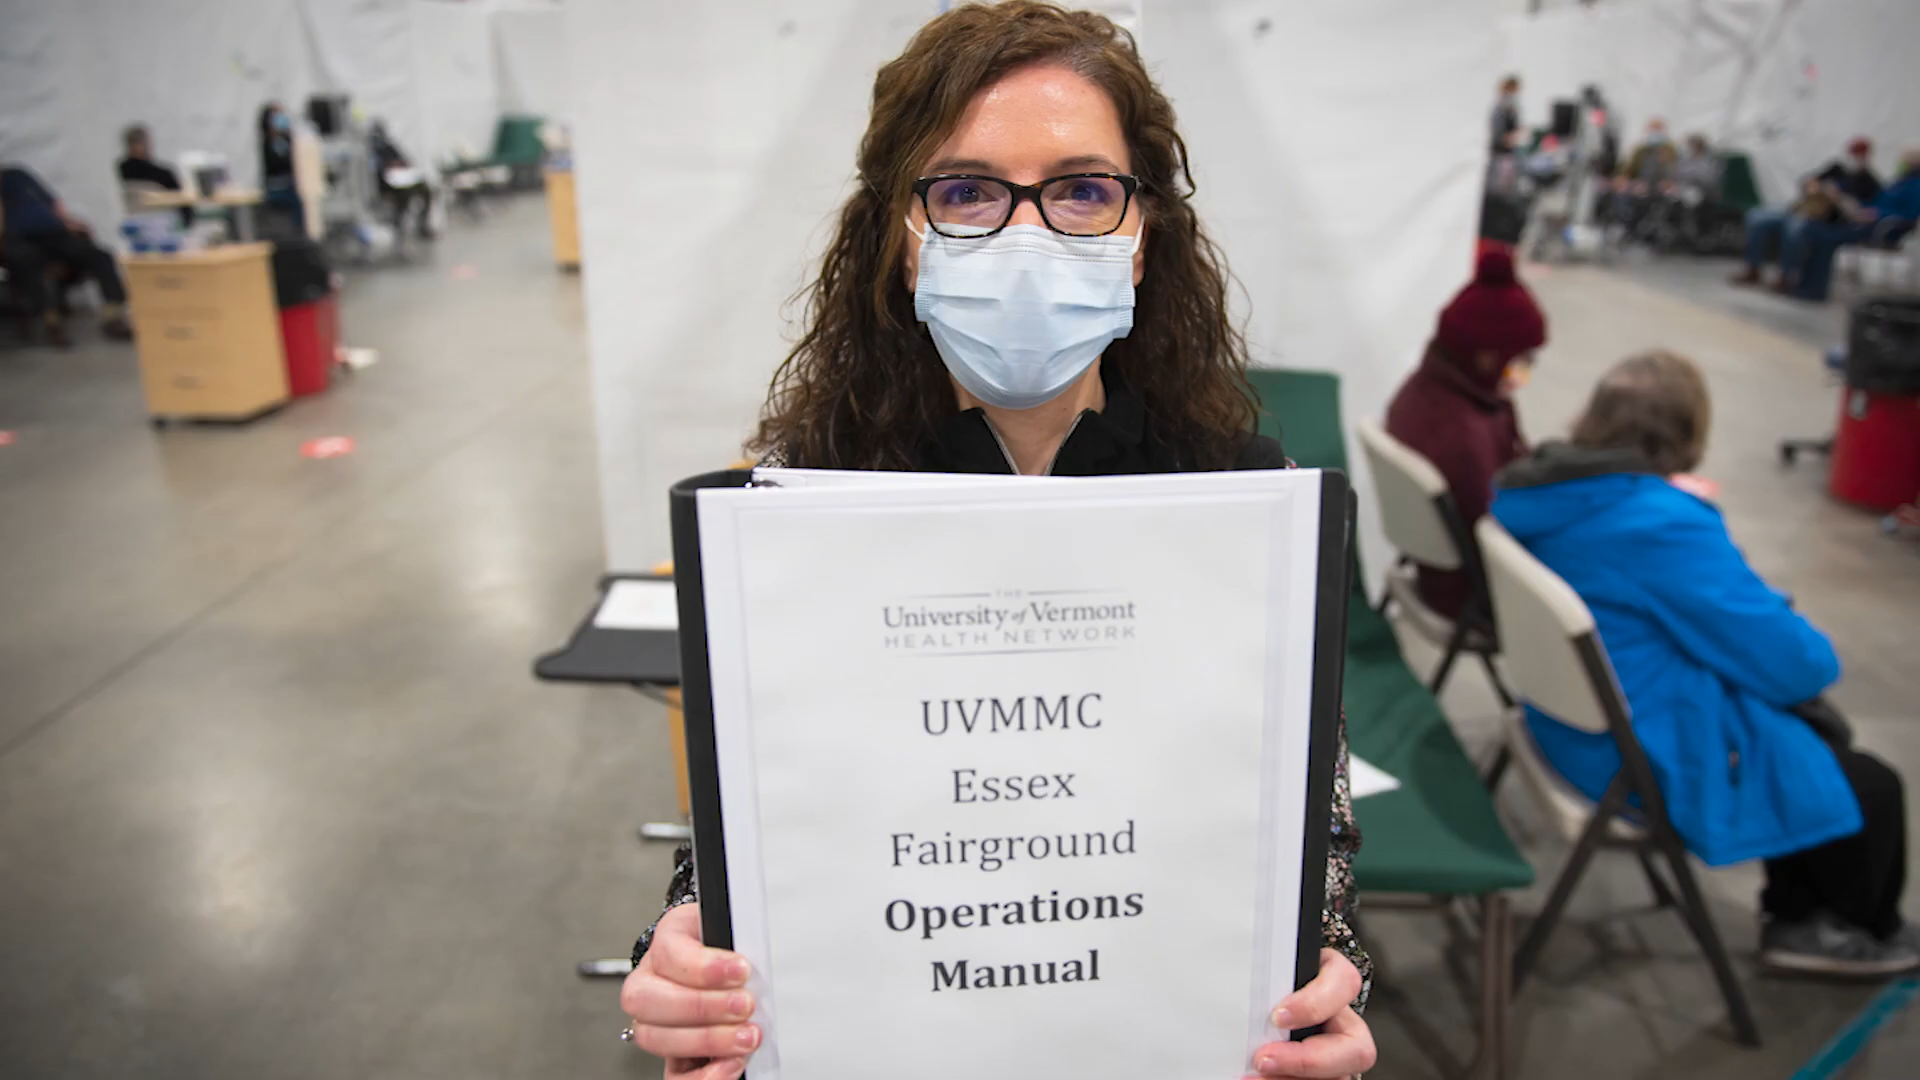 THE
University of Vermont
HEALTH NETWORK
UVMMC
Essex
Fairground
Operations
Manual